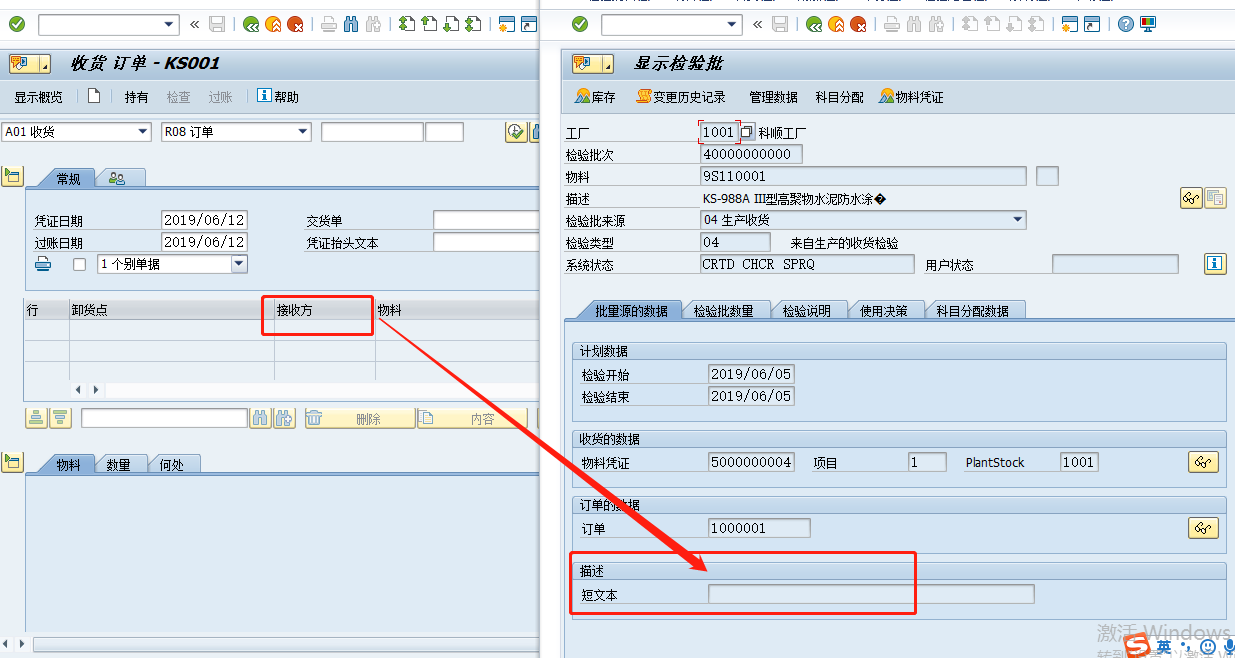 收货 订单 - KS001
显示概览 持有 检查 过账 帮助
A01 收货 R08 订单
常规
凭证日期 2019/06/12 交货单
过账日期 2019/06/12 凭证抬头文本
1 个别单据
行 卸货点 接收方 物料
删除 内容
物料 数量 何处
显示检验批
库存 变更历史记录 管理数据 科目分配 物料凭证
工厂 1001 科顺工厂
检验批次 40000000000
物料 9S110001
描述 KS-988A III型高聚物水泥防水涂�
检验批来源 04 生产收货
检验类型 04 来自生产的收货检验
系统状态 CRTD CHCR SPRQ 用户状态
批量源的数据 检验批数量 检验说明 使用决策 科目分配数据
计划数据
检验开始 2019/06/05
检验结束 2019/06/05
收货的数据
物料凭证 5000000004 项目 1 PlantStock 1001
订单的数据
订单 1000001
描述
短文本
激活 Windows
英